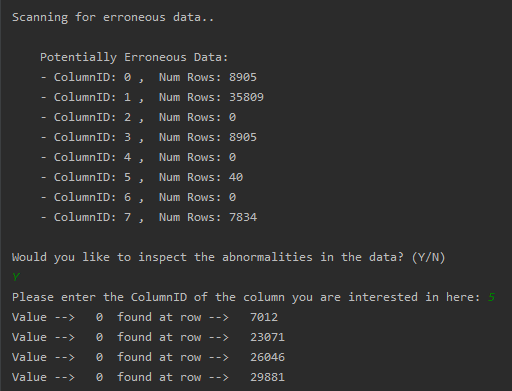 Scanning for erroneous data..
Potentially Erroneous Data:
- ColumnID: 0 ,  Num Rows: 8905
- ColumnID: 1 ,  Num Rows: 35809
- ColumnID: 2 ,  Num Rows: 0
- ColumnID: 3 ,  Num Rows: 8905
- ColumnID: 4 ,  Num Rows: 0
- ColumnID: 5 ,  Num Rows: 40
- ColumnID: 6 ,  Num Rows: 0
- ColumnID: 7 ,  Num Rows: 7834
Would you like to inspect the abnormalities in the data? (Y/N)
Y
Please enter the ColumnID of the column you are interested in here: 5
Value -->   0  found at row -->   7012
Value -->   0  found at row -->   23071
Value -->   0  found at row -->   26046
Value -->   0  found at row -->   29881